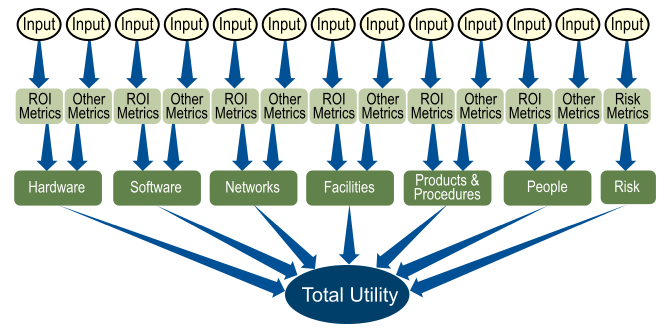 Input Input Input Input Input Input Input Input Input Input Input Input Input
ROI Metrics Other Metrics ROI Metrics Other Metrics ROI Metrics Other Metrics ROI Metrics Other Metrics ROI Metrics Other Metrics ROI Metrics Other Metrics Risk Metrics
Hardware Software Networks Facilities Products & Procedures People Risk
Total Utility